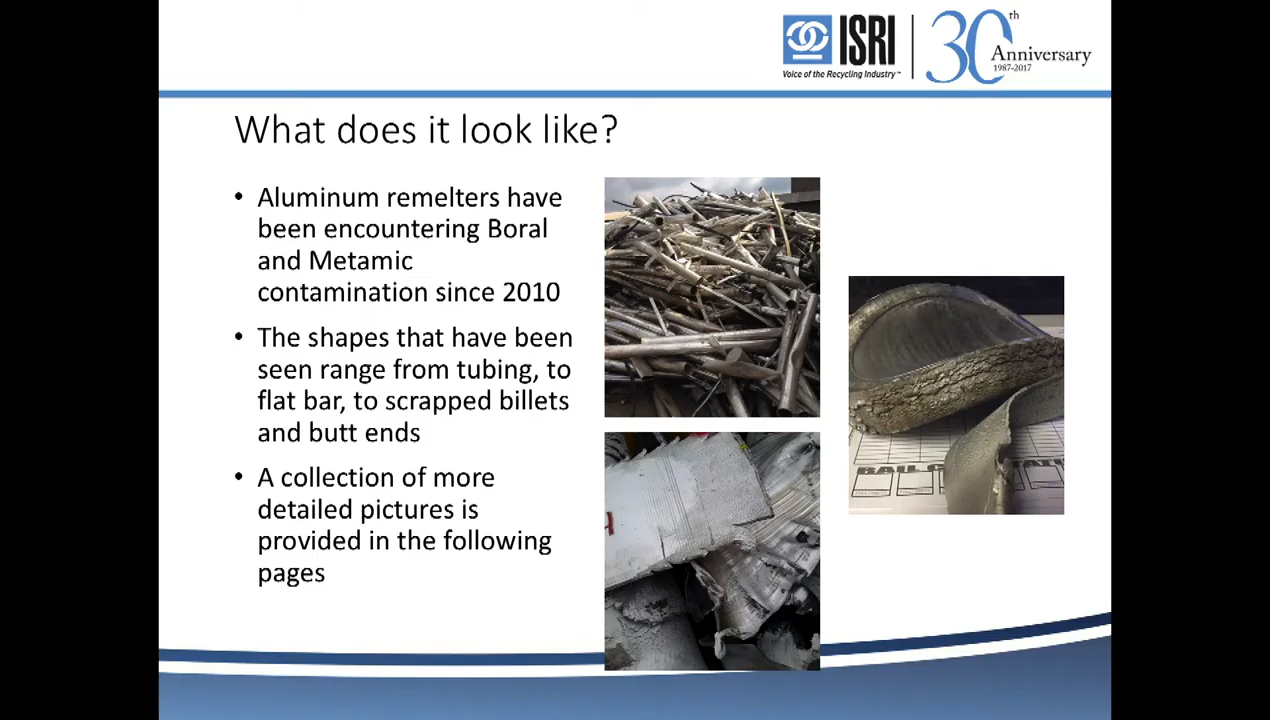 ISRI
Voice of the Recycling Industry™
30th
Anniversary
1987-2017
What does it look like?
• Aluminum remelters have
been encountering Boral
and Metamic
contamination since 2010
• The shapes that have been
seen range from tubing, to
flat bar, to scrapped billets
and butt ends
• A collection of more
detailed pictures is
provided in the following
pages